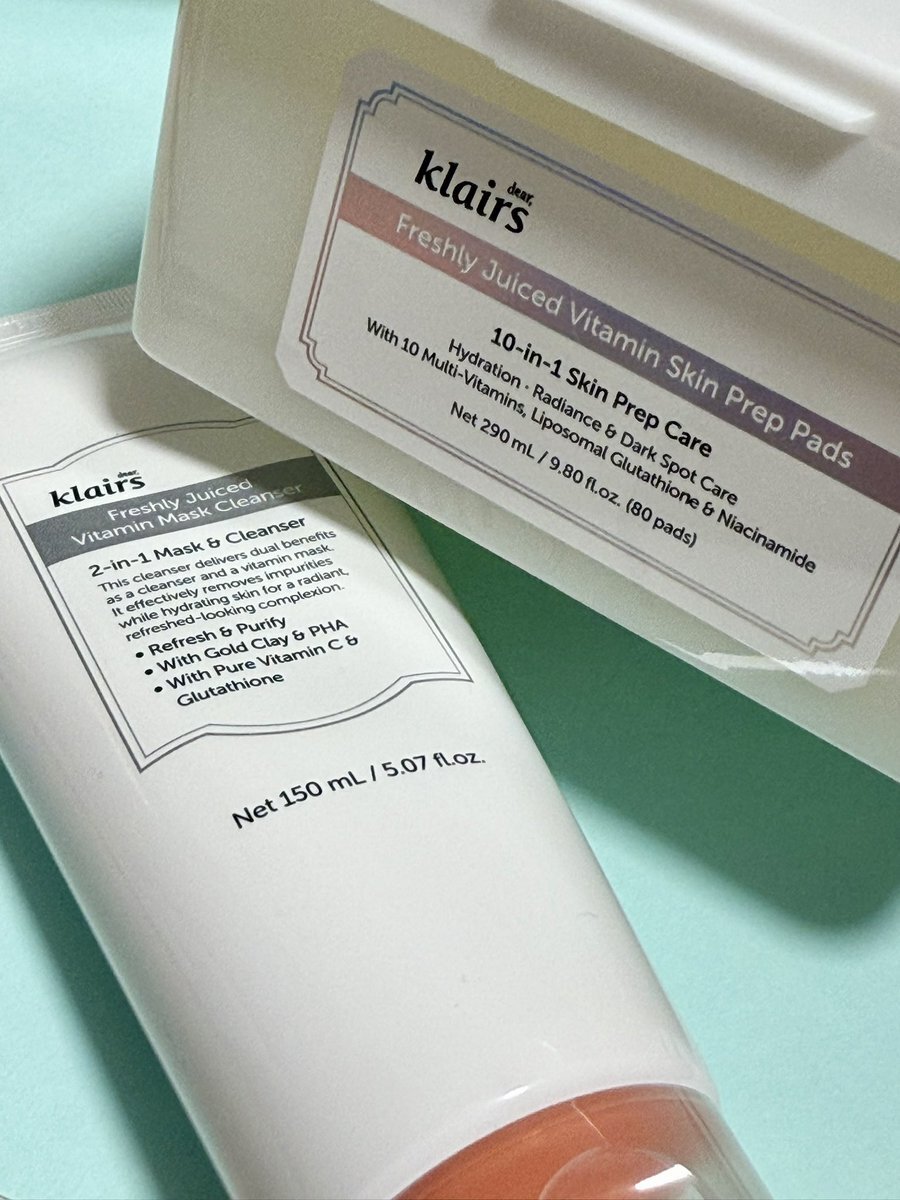 dear,
klairs
Freshly Juiced Vitamin Skin Prep Pads
10-in-1 Skin Prep Care
Hydration · Radiance & Dark Spot Care
With 10 Multi-Vitamins, Liposomal Glutathione & Niacinamide
Net 290 mL / 9.80 fl.oz. (80 pads)
dear,
klairs
Freshly Juiced
Vitamin Mask Cleanser
2-in-1 Mask & Cleanser
This cleanser delivers dual benefits
as a cleanser and a vitamin mask.
It effectively removes impurities
while hydrating skin for a radiant,
refreshed-looking complexion.
• Refresh & Purify
• With Gold Clay & PHA
• With Pure Vitamin C &
Glutathione
Net 150 mL / 5.07 fl.oz.